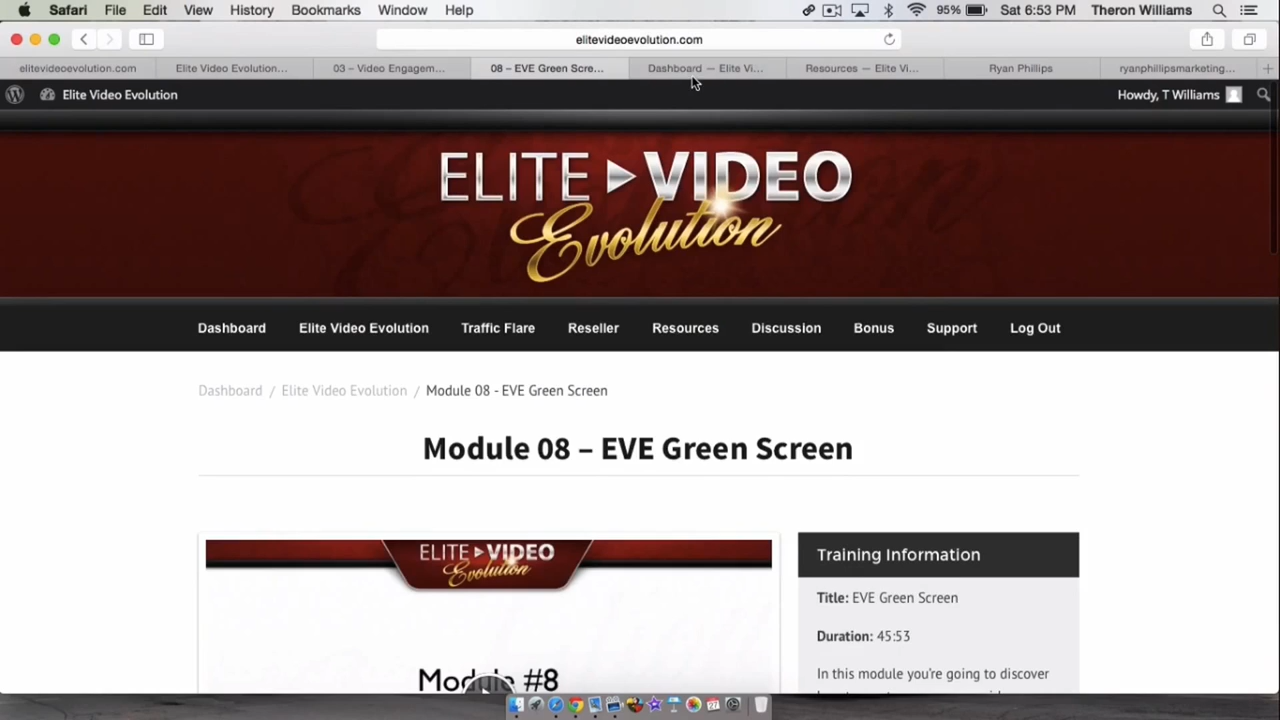 Safari File Edit View History Bookmarks Window Help 95% Sat 6:53 PM Theron Williams
elitevideoevolution.com
elitevideoevolution.com Elite Video Evolution... 03 – Video Engagem... 08 – EVE Green Scre... Dashboard — Elite Vi... Resources — Elite Vi... Ryan Phillips ryanphillipsmarketing...
Elite Video Evolution Howdy, T Williams
ELITE VIDEO
Evolution
Dashboard Elite Video Evolution Traffic Flare Reseller Resources Discussion Bonus Support Log Out
Dashboard / Elite Video Evolution / Module 08 - EVE Green Screen
Module 08 – EVE Green Screen
ELITE VIDEO
Evolution
Module #8
Training Information
Title: EVE Green Screen
Duration: 45:53
In this module you're going to discover